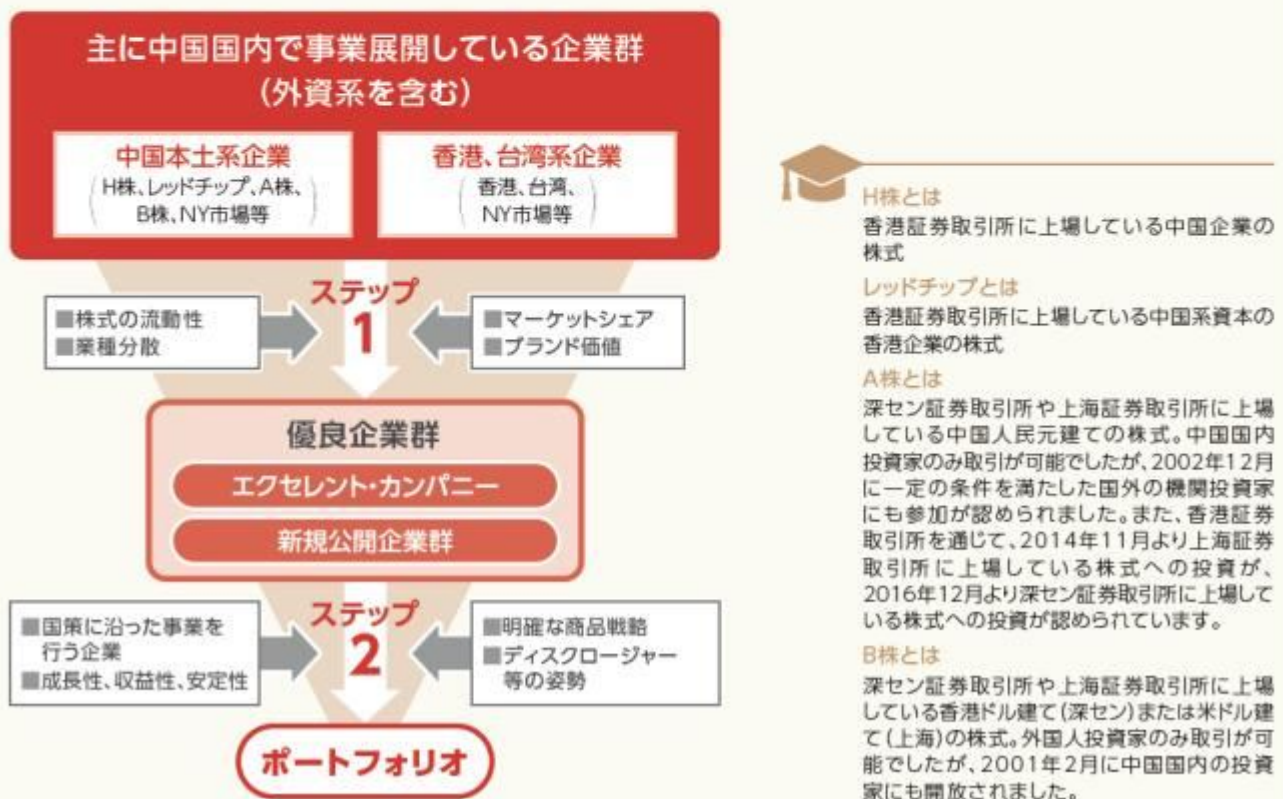 主に中国国内で事業展開している企業群
（外資系を含む）
中国本土系企業
（H株、レッドチップ、A株、
B株、NY市場等）
香港、台湾系企業
（香港、台湾、
NY市場等）
ステップ
1
■株式の流動性
■業種分散
■マーケットシェア
■ブランド価値
優良企業群
エクセレント・カンパニー
新規公開企業群
ステップ
2
■国策に沿った事業を
行う企業
■成長性、収益性、安定性
■明確な商品戦略
■ディスクロージャー
等の姿勢
ポートフォリオ
H株とは
香港証券取引所に上場している中国企業の
株式
レッドチップとは
香港証券取引所に上場している中国系資本の
香港企業の株式
A株とは
深セン証券取引所や上海証券取引所に上場
している中国人民元建ての株式。中国国内
投資家のみ取引が可能でしたが、2002年12月
に一定の条件を満たした国外の機関投資家
にも参加が認められました。また、香港証券
取引所を通じて、2014年11月より上海証券
取引所に上場している株式への投資が、
2016年12月より深セン証券取引所に上場して
いる株式への投資が認められています。
B株とは
深セン証券取引所や上海証券取引所に上場
している香港ドル建て（深セン）または米ドル建
て（上海）の株式。外国人投資家のみ取引が可
能でしたが、2001年2月に中国国内の投資
家にも開放されました。